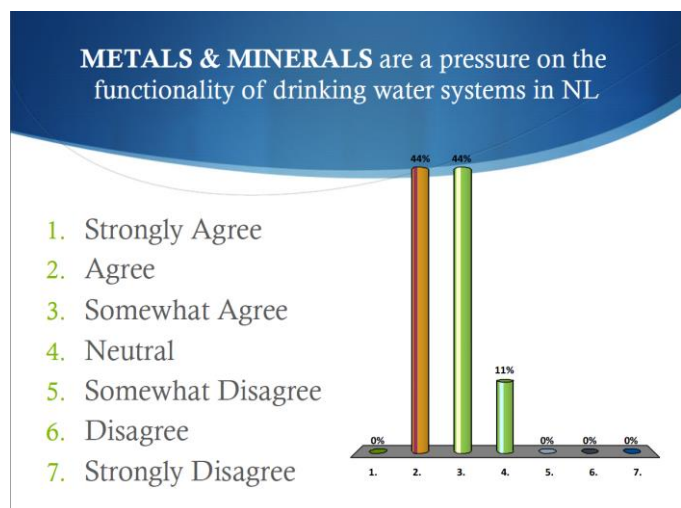 METALS & MINERALS are a pressure on the
functionality of drinking water systems in NL
1. Strongly Agree
2. Agree
3. Somewhat Agree
4. Neutral
5. Somewhat Disagree
6. Disagree
7. Strongly Disagree
44% 44%
11%
0% 0% 0% 0%
1. 2. 3. 4. 5. 6. 7.